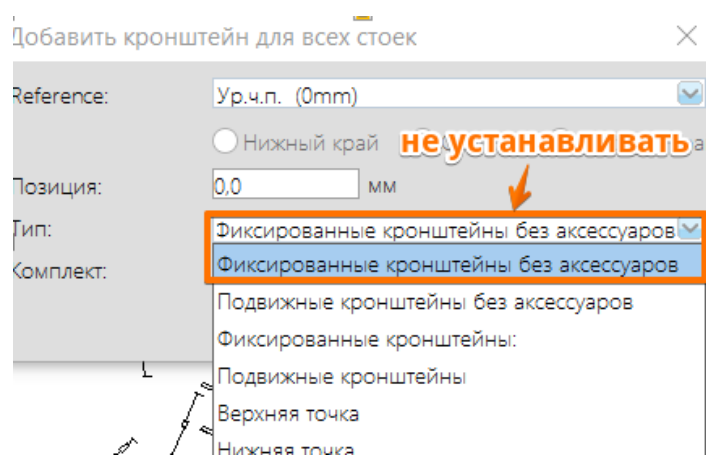 Добавить кронштейн для всех стоек
Reference:
Ур.ч.п. (0mm)
Нижный край
не устанавливать
Позиция:
0,0
мм
Тип:
Фиксированные кронштейны без аксессуаров
Комплект:
Фиксированные кронштейны без аксессуаров
Подвижные кронштейны без аксессуаров
Фиксированные кронштейны:
Подвижные кронштейны
Верхняя точка
Нижняя точка